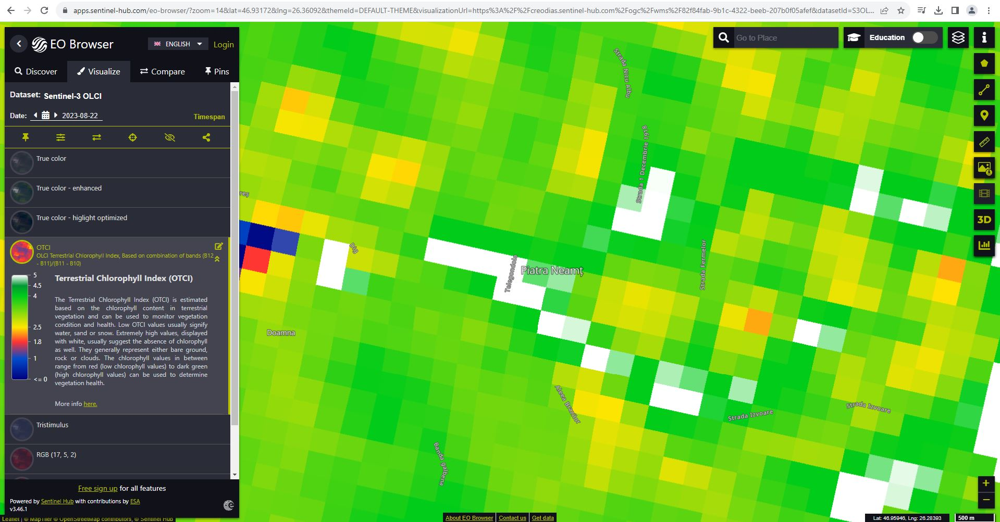 apps.sentinel-hub.com/eo-browser/?zoom=14&lat=46.93172&lng=26.36092&themeId=DEFAULT-THEME&visualizationUrl=https%3A%2F%2Fcreodias.sentinel-hub.com%2Fogc%2Fwms%2F82f84fab-9b1c-4322-beeb-207b0f05afef&datasetId=S3OL...
EO Browser
ENGLISH
Login
Discover
Visualize
Compare
Pins
Dataset: Sentinel-3 OLCI
Date: 2023-08-22
Timespan
True color
True color - enhanced
True color - higlight optimized
OTCI
OLCI Terrestrial Chlorophyll Index, Based on combination of bands (B12
- B11)/(B11 - B10)
5
4.5
4
2.5
1.8
1
<= 0
Terrestrial Chlorophyll Index (OTCI)
The Terrestrial Chlorophyll Index (OTCI) is estimated
based on the chlorophyll content in terrestrial
vegetation and can be used to monitor vegetation
condition and health. Low OTCI values usually signify
water, sand or snow. Extremely high values, displayed
with white, usually suggest the absence of chlorophyll
as well. They generally represent either bare ground,
rock or clouds. The chlorophyll values in between
range from red (low chlorophyll values) to dark green
(high chlorophyll values) can be used to determine
vegetation health.
More info here.
Tristimulus
RGB (17, 5, 2)
Free sign up for all features
Powered by Sentinel Hub with contributions by ESA
v3.46.1
Leaflet | © MapTiler © OpenStreetMap contributors, © Sentinel Hub
Go to Place
Education
3D
Strada Nicu Albu
Strada 1 Decembrie 1918
reș
Dig
Telegondola
Piatra Neamț
Strada Fermelor
Doamna
Aleea Brazilor
Strada Izvoare
Strada Izvoare
Banda galbena
About EO Browser
Contact us
Get data
Lat: 46.95946, Lng: 26.28393
500 m